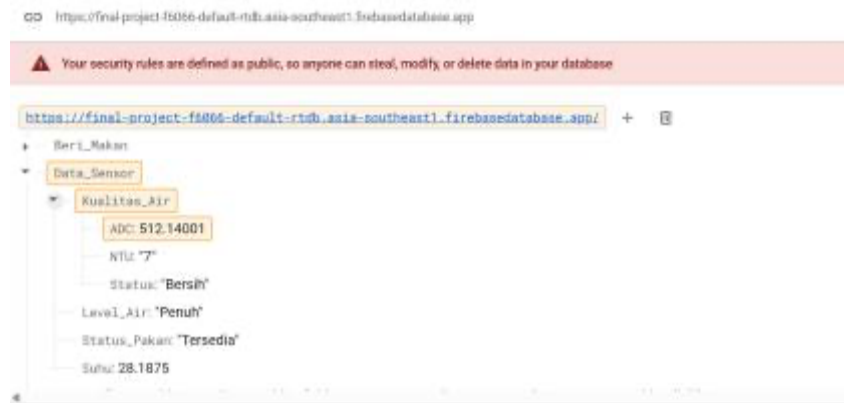 https://final-project-f6066-default-rtdb.asia-southeast1.firebasedatabase.app
Your security rules are defined as public, so anyone can steal, modify, or delete data in your database
https://final-project-f6066-default-rtdb.asia-southeast1.firebasedatabase.app/
Beri_Makan
Data_Sensor
Kualitas_Air
ADC: 512.14001
NTU: "7"
Status: "Bersih"
Level_Air: "Penuh"
Status_Pakan: "Tersedia"
Suhu: 28.1875